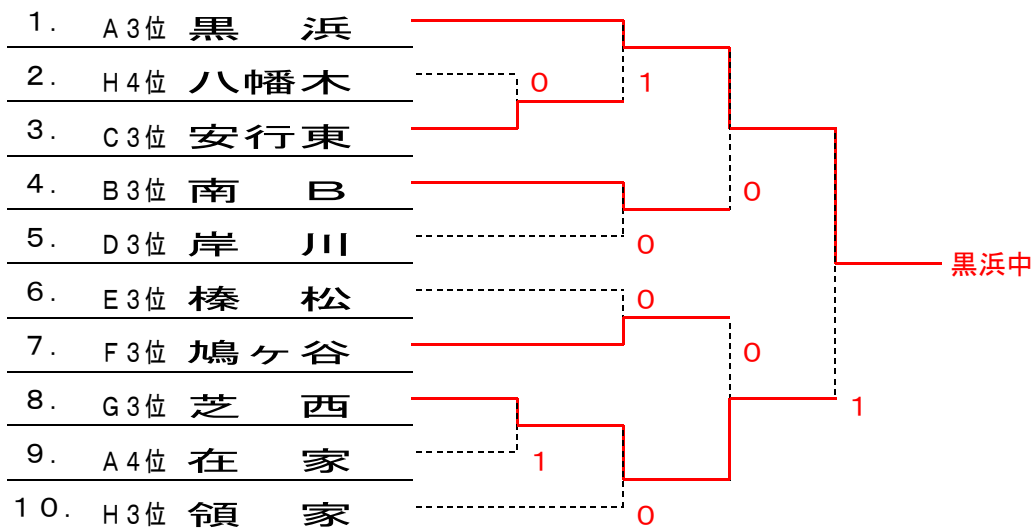 １. A３位 黒浜
２. H４位 八幡木 0 1
３. C３位 安行東
４. B３位 南B 0
５. D３位 岸川 0
黒浜中
６. E３位 榛松 0
７. F３位 鳩ヶ谷 0
８. G３位 芝西 1
９. A４位 在家 1
１０. H３位 領家 0